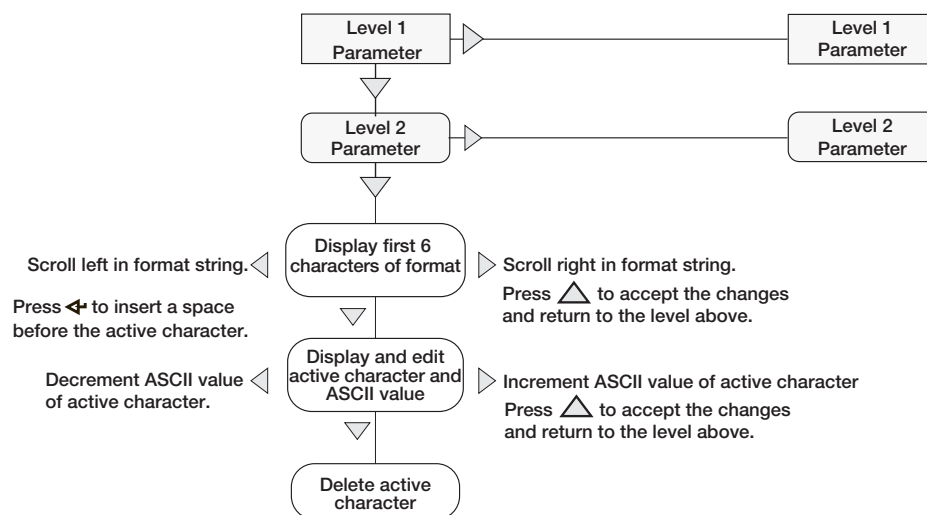 Level 1
Parameter
Level 1
Parameter
Level 2
Parameter
Level 2
Parameter
Display first 6
characters of format
Scroll left in format string.
Scroll right in format string.
Press to insert a space
before the active character.
Press to accept the changes
and return to the level above.
Display and edit
active character and
ASCII value
Decrement ASCII value
of active character.
Increment ASCII value of active character
Press to accept the changes
and return to the level above.
Delete active
character